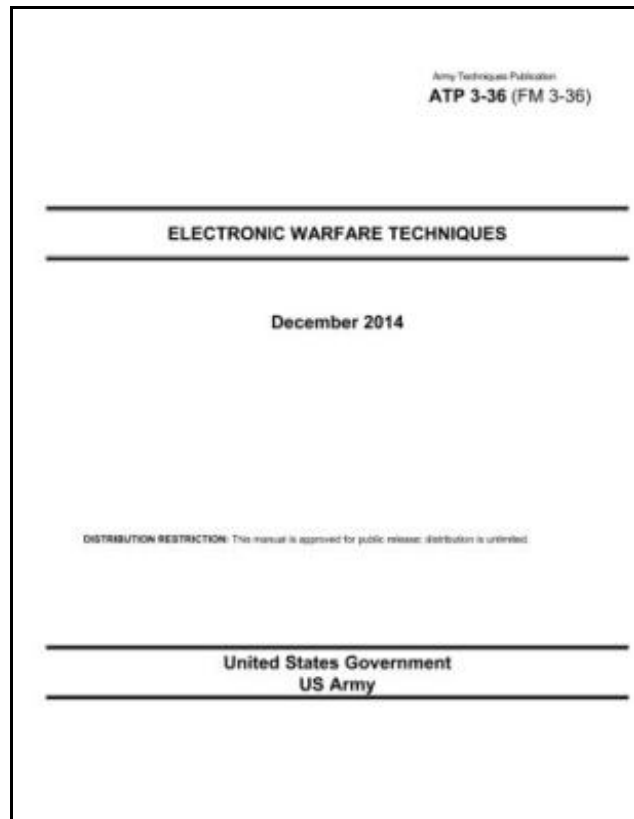 Army Techniques Publication
ATP 3-36 (FM 3-36)
ELECTRONIC WARFARE TECHNIQUES
December 2014
DISTRIBUTION RESTRICTION: This manual is approved for public release; distribution is unlimited.
United States Government
US Army